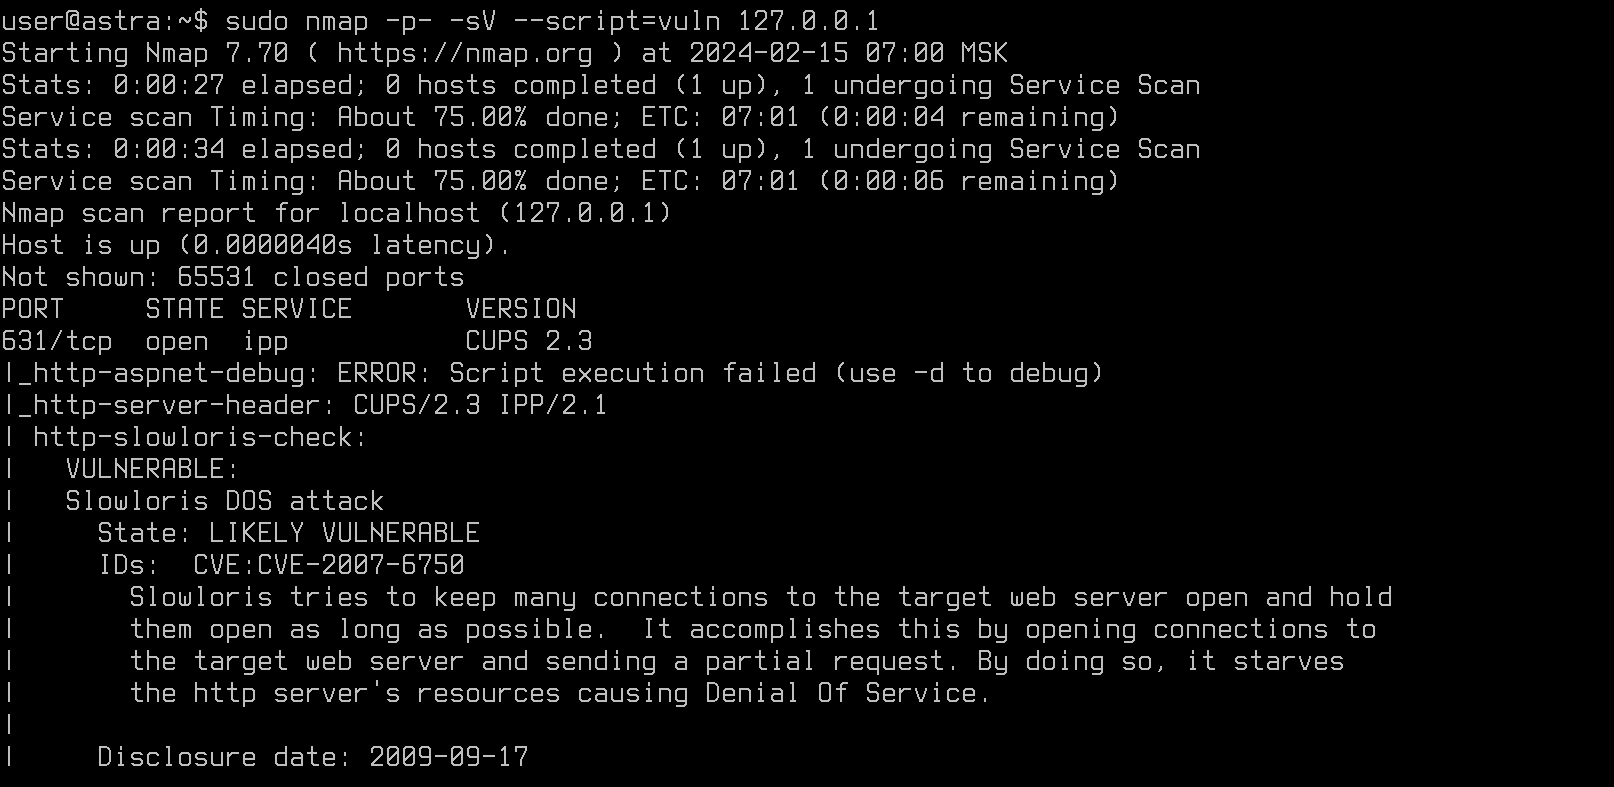 user@astra:~$ sudo nmap -p- -sV --script=vuln 127.0.0.1
Starting Nmap 7.70 ( https://nmap.org ) at 2024-02-15 07:00 MSK
Stats: 0:00:27 elapsed; 0 hosts completed (1 up), 1 undergoing Service Scan
Service scan Timing: About 75.00% done; ETC: 07:01 (0:00:04 remaining)
Stats: 0:00:34 elapsed; 0 hosts completed (1 up), 1 undergoing Service Scan
Service scan Timing: About 75.00% done; ETC: 07:01 (0:00:06 remaining)
Nmap scan report for localhost (127.0.0.1)
Host is up (0.0000040s latency).
Not shown: 65531 closed ports
PORT     STATE SERVICE       VERSION
631/tcp  open  ipp           CUPS 2.3
|_http-aspnet-debug: ERROR: Script execution failed (use -d to debug)
|_http-server-header: CUPS/2.3 IPP/2.1
| http-slowloris-check:
|   VULNERABLE:
|   Slowloris DOS attack
|     State: LIKELY VULNERABLE
|     IDs:  CVE:CVE-2007-6750
|       Slowloris tries to keep many connections to the target web server open and hold
|       them open as long as possible.  It accomplishes this by opening connections to
|       the target web server and sending a partial request. By doing so, it starves
|       the http server's resources causing Denial Of Service.
|
|     Disclosure date: 2009-09-17